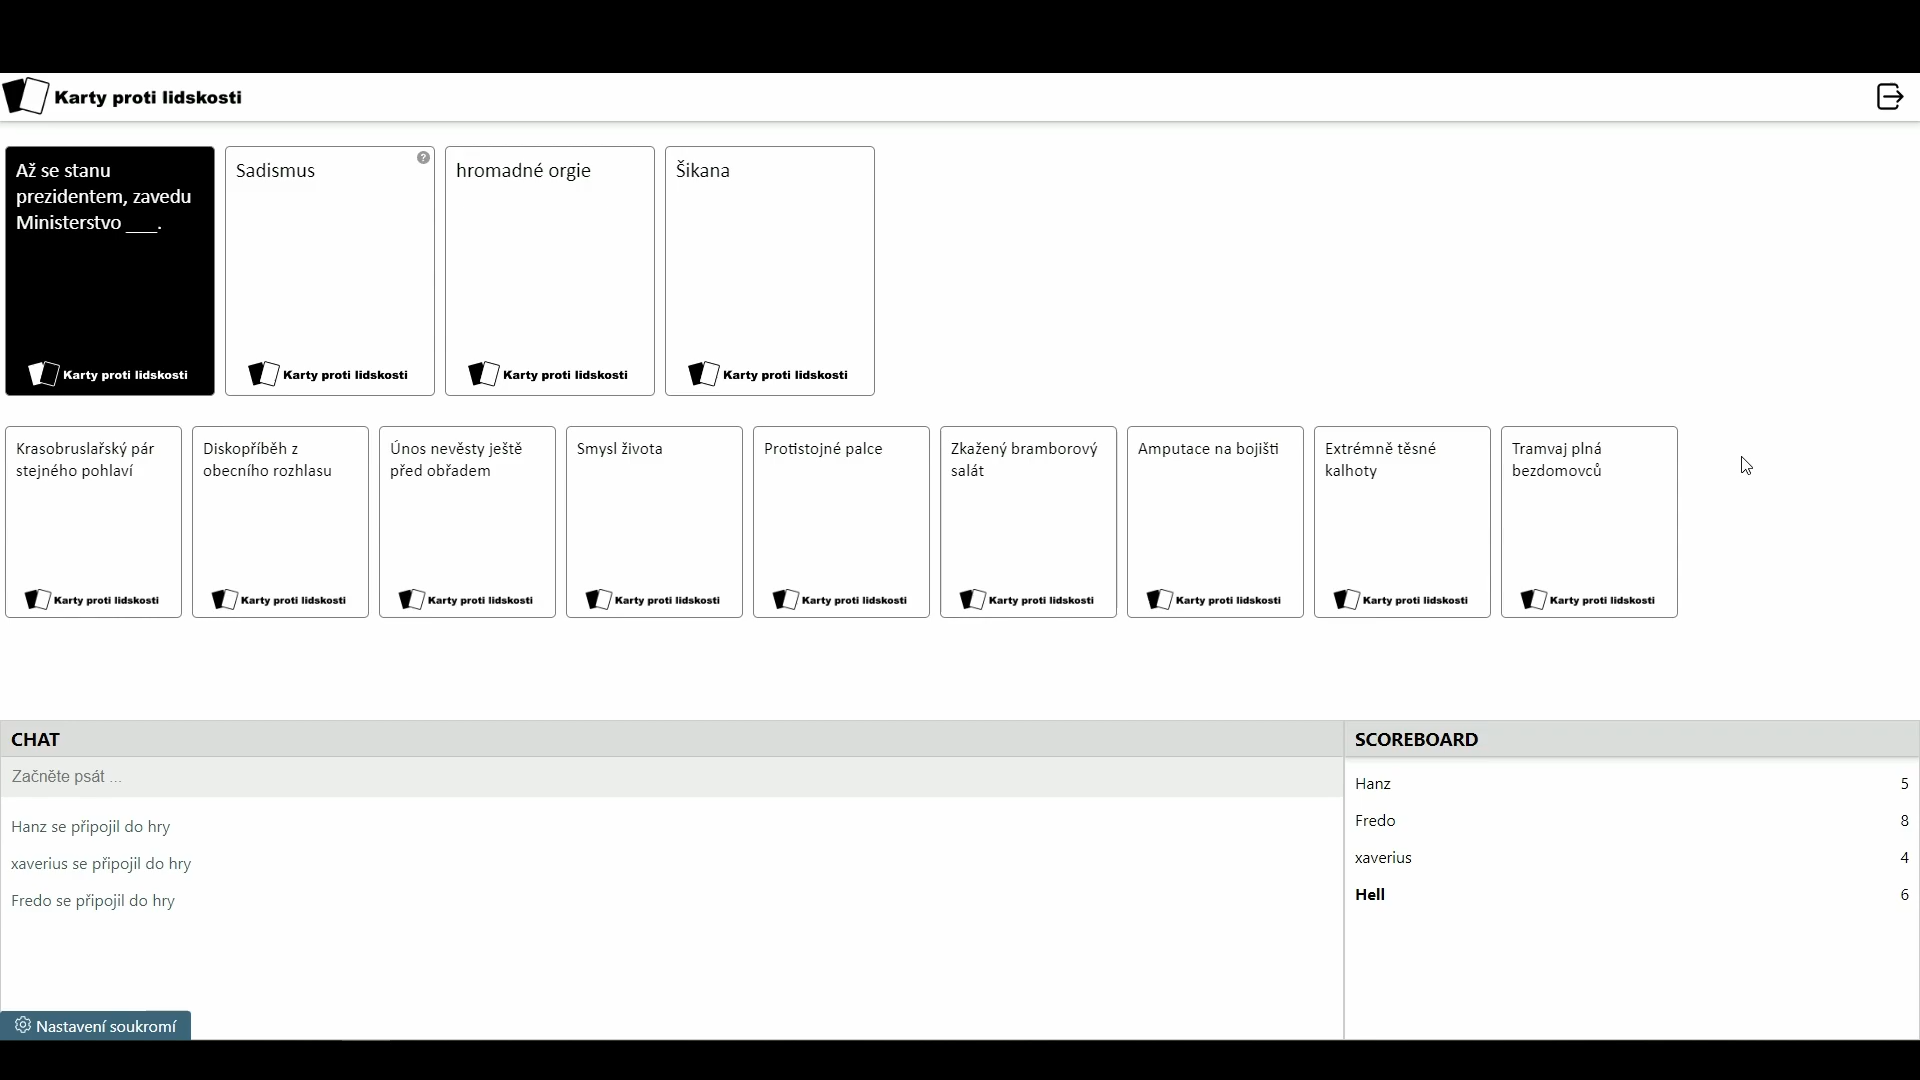 Karty proti lidskosti
Až se stanu
prezidentem, zavedu
Ministerstvo ___.
Karty proti lidskosti
Sadismus
?
Karty proti lidskosti
hromadné orgie
Karty proti lidskosti
Šikana
Karty proti lidskosti
Krasobruslařský pár
stejného pohlaví
Karty proti lidskosti
Diskopříběh z
obecního rozhlasu
Karty proti lidskosti
Únos nevěsty ještě
před obřadem
Karty proti lidskosti
Smysl života
Karty proti lidskosti
Protistojné palce
Karty proti lidskosti
Zkažený bramborový
salát
Karty proti lidskosti
Amputace na bojišti
Karty proti lidskosti
Extrémně těsné
kalhoty
Karty proti lidskosti
Tramvaj plná
bezdomovců
Karty proti lidskosti
CHAT
Začněte psát ...
Hanz se připojil do hry
xaverius se připojil do hry
Fredo se připojil do hry
Nastavení soukromí
SCOREBOARD
Hanz 5
Fredo 8
xaverius 4
Hell 6